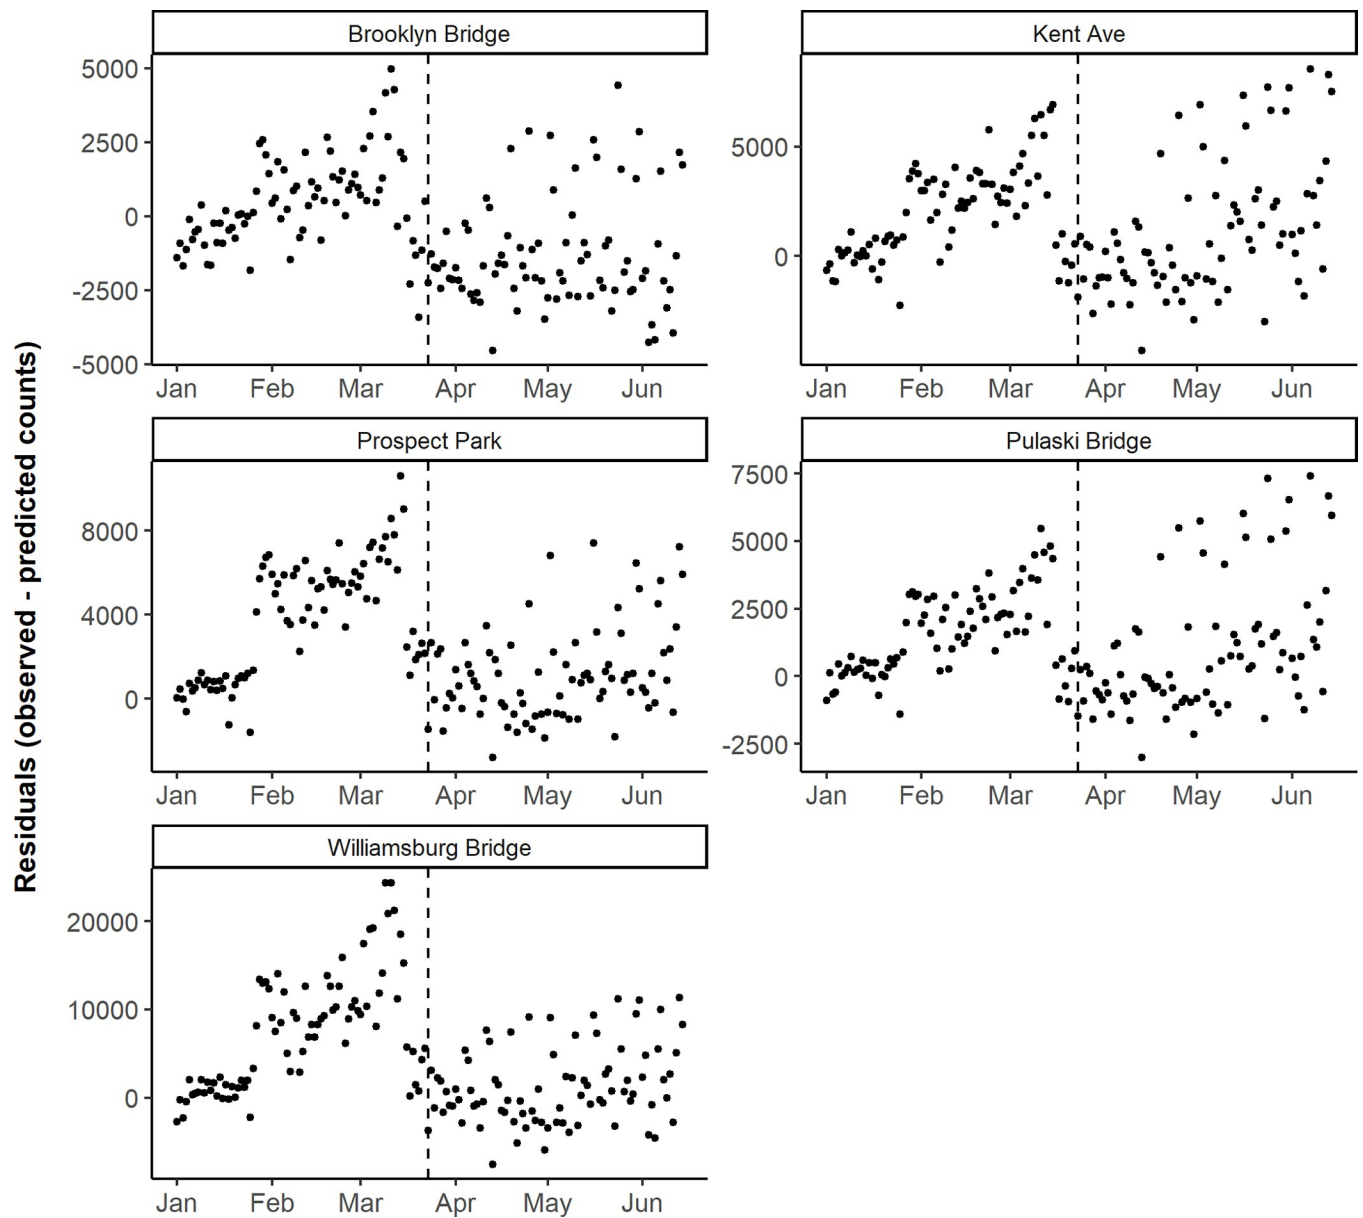 Residuals (observed - predicted counts)
Brooklyn Bridge
5000
2500
0
-2500
-5000
Jan Feb Mar Apr May Jun
Kent Ave
5000
0
Jan Feb Mar Apr May Jun
Prospect Park
8000
4000
0
Jan Feb Mar Apr May Jun
Pulaski Bridge
7500
5000
2500
0
-2500
Jan Feb Mar Apr May Jun
Williamsburg Bridge
20000
10000
0
Jan Feb Mar Apr May Jun